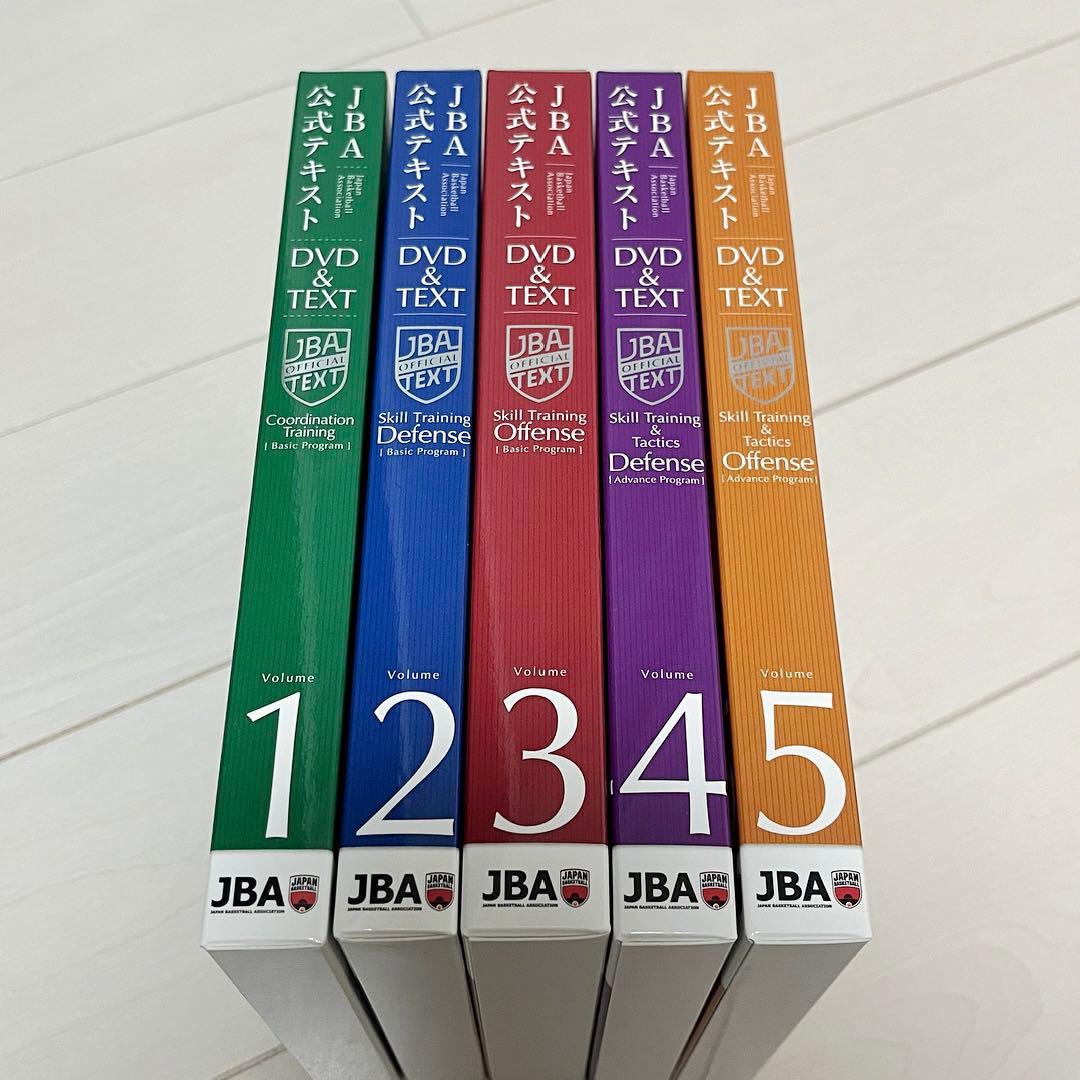 JBA
公式テキスト
Japan
Basketball
Association
DVD
&
TEXT
JBA
OFFICIAL
TEXT
Coordination
Training
[ Basic Program ]
Volume
1
JBA
JAPAN BASKETBALL ASSOCIATION
JAPAN
BASKETBALL
JBA
公式テキスト
Japan
Basketball
Association
DVD
&
TEXT
JBA
OFFICIAL
TEXT
Skill Training
Defense
[ Basic Program ]
Volume
2
JBA
JAPAN BASKETBALL ASSOCIATION
JAPAN
BASKETBALL
JBA
公式テキスト
Japan
Basketball
Association
DVD
&
TEXT
JBA
OFFICIAL
TEXT
Skill Training
Offense
[ Basic Program ]
Volume
3
JBA
JAPAN BASKETBALL ASSOCIATION
JAPAN
BASKETBALL
JBA
公式テキスト
Japan
Basketball
Association
DVD
&
TEXT
JBA
OFFICIAL
TEXT
Skill Training
&
Tactics
Defense
[ Advance Program ]
Volume
4
JBA
JAPAN BASKETBALL ASSOCIATION
JAPAN
BASKETBALL
JBA
公式テキスト
Japan
Basketball
Association
DVD
&
TEXT
JBA
OFFICIAL
TEXT
Skill Training
&
Tactics
Offense
[ Advance Program ]
Volume
5
JBA
JAPAN BASKETBALL ASSOCIATION
JAPAN
BASKETBALL